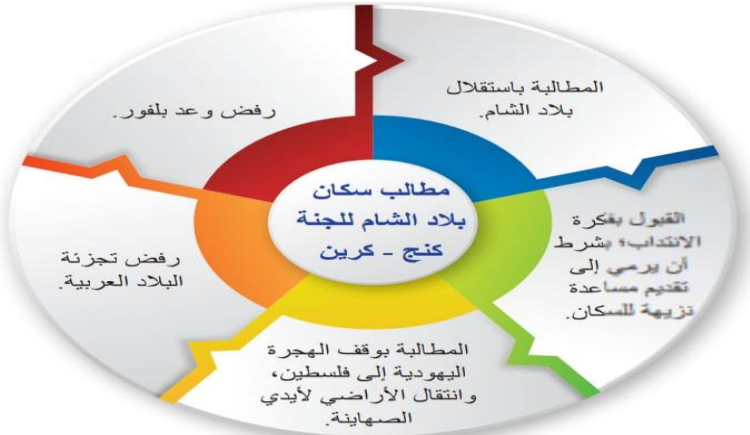 مطالب سكان
بلاد الشام للجنة
كنج - كرين
المطالبة باستقلال
بلاد الشام.
القبول بفكرة
الانتداب؛ بشرط
أن يرمي إلى
تقديم مساعدة
نزيهة للسكان.
المطالبة بوقف الهجرة
اليهودية إلى فلسطين،
وانتقال الأراضي لأيدي
الصهاينة.
رفض تجزئة
البلاد العربية.
رفض وعد بلفور.